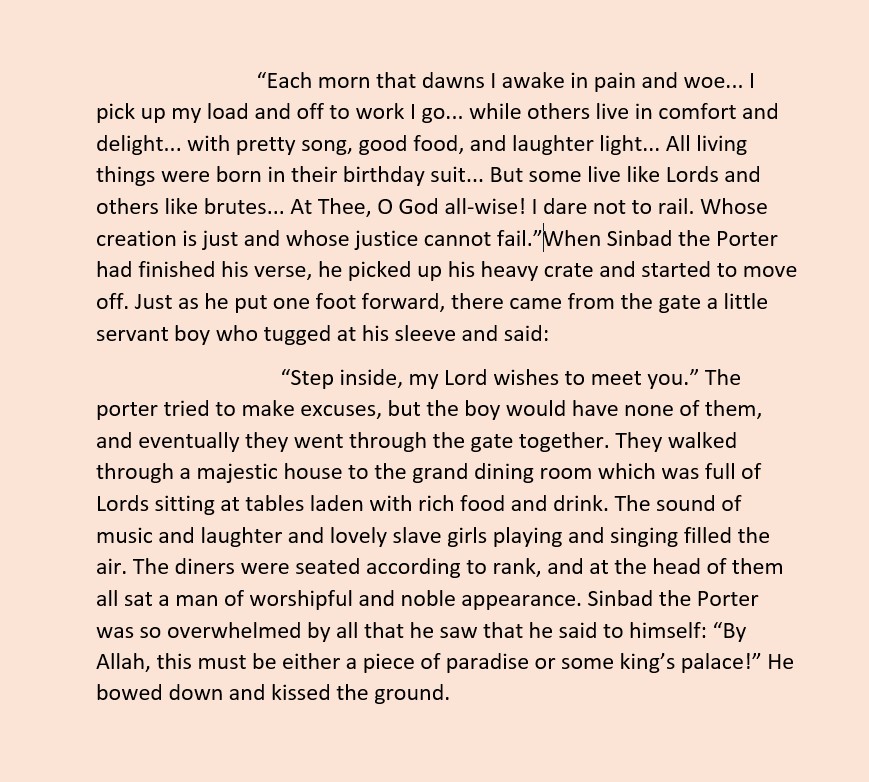 “Each morn that dawns I awake in pain and woe... I
pick up my load and off to work I go... while others live in comfort and
delight... with pretty song, good food, and laughter light... All living
things were born in their birthday suit... But some live like Lords and
others like brutes... At Thee, O God all-wise! I dare not to rail. Whose
creation is just and whose justice cannot fail.”When Sinbad the Porter
had finished his verse, he picked up his heavy crate and started to move
off. Just as he put one foot forward, there came from the gate a little
servant boy who tugged at his sleeve and said:
“Step inside, my Lord wishes to meet you.” The
porter tried to make excuses, but the boy would have none of them,
and eventually they went through the gate together. They walked
through a majestic house to the grand dining room which was full of
Lords sitting at tables laden with rich food and drink. The sound of
music and laughter and lovely slave girls playing and singing filled the
air. The diners were seated according to rank, and at the head of them
all sat a man of worshipful and noble appearance. Sinbad the Porter
was so overwhelmed by all that he saw that he said to himself: “By
Allah, this must be either a piece of paradise or some king’s palace!” He
bowed down and kissed the ground.